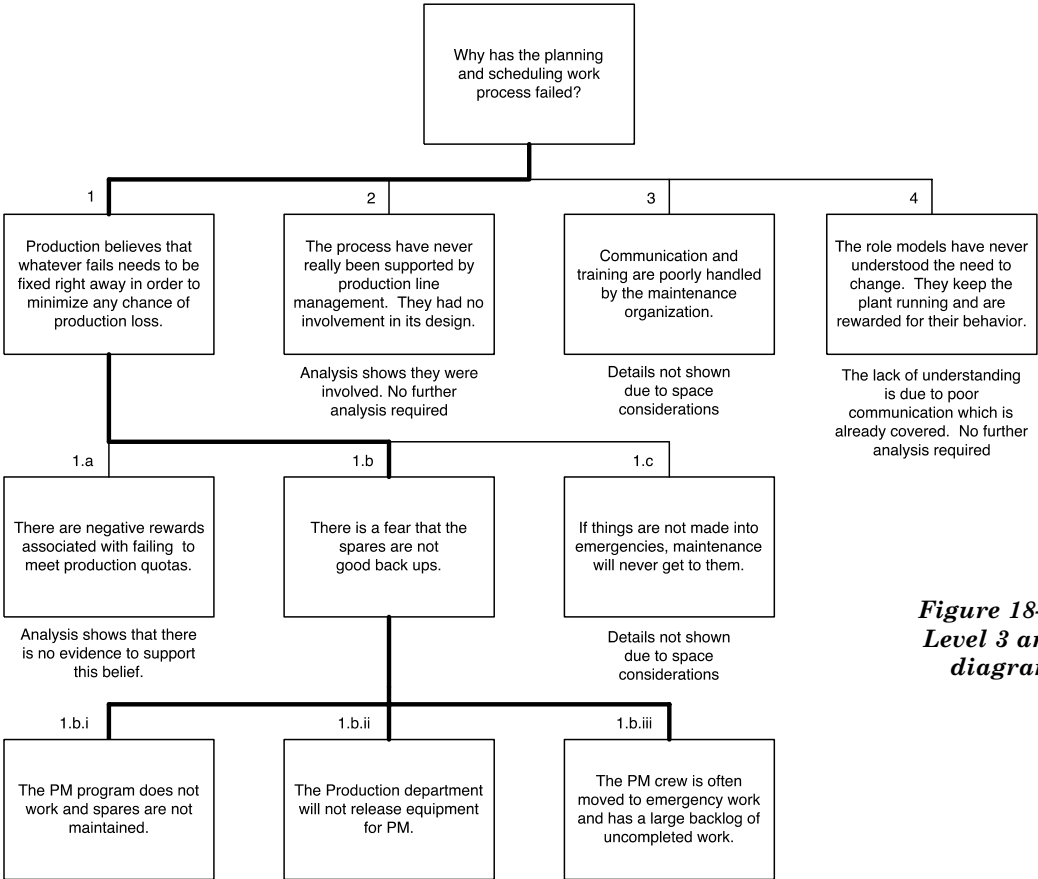 Why has the planning
and scheduling work
process failed?
1
2
3
4
Production believes that
whatever fails needs to be
fixed right away in order to
minimize any chance of
production loss.
The process have never
really been supported by
production line
management. They had no
involvement in its design.
Communication and
training are poorly handled
by the maintenance
organization.
The role models have never
understood the need to
change. They keep the
plant running and are
rewarded for their behavior.
Analysis shows they were
involved. No further
analysis required
Details not shown
due to space
considerations
The lack of understanding
is due to poor
communication which is
already covered. No further
analysis required
1.a
1.b
1.c
There are negative rewards
associated with failing to
meet production quotas.
There is a fear that the
spares are not
good back ups.
If things are not made into
emergencies, maintenance
will never get to them.
Analysis shows that there
is no evidence to support
this belief.
Details not shown
due to space
considerations
Figure 18-
Level 3
1.b.i
1.b.ii
1.b.iii
The PM program does not
work and spares are not
maintained.
The Production department
will not release equipment
for PM.
The PM crew is often
moved to emergency work
and has a large backlog of
uncompleted work.